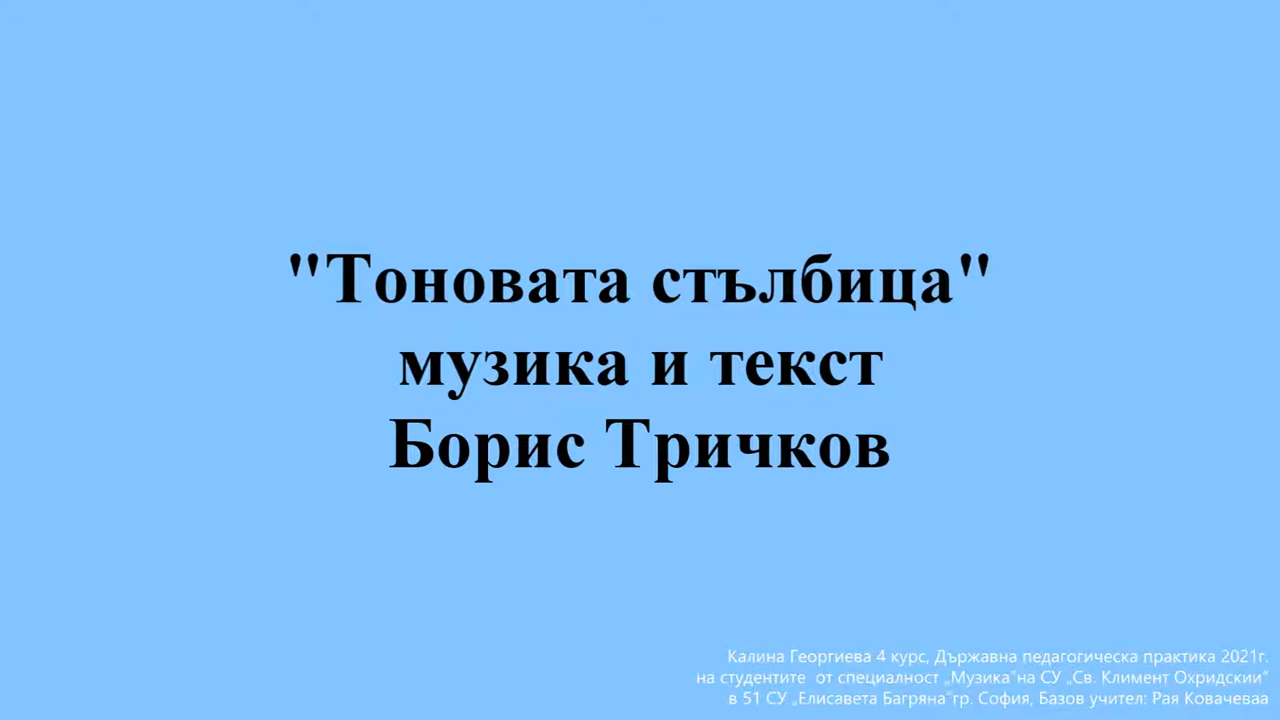 "Тоновата стълбица"
музика и текст
Борис Тричков
Калина Георгиева 4 курс, Държавна педагогическа практика 2021г.
на студентите  от специалност „Музика“на СУ „Св. Климент Охридскии“
в 51 СУ „Елисавета Багряна“гр. София, Базов учител: Рая Ковачеваа